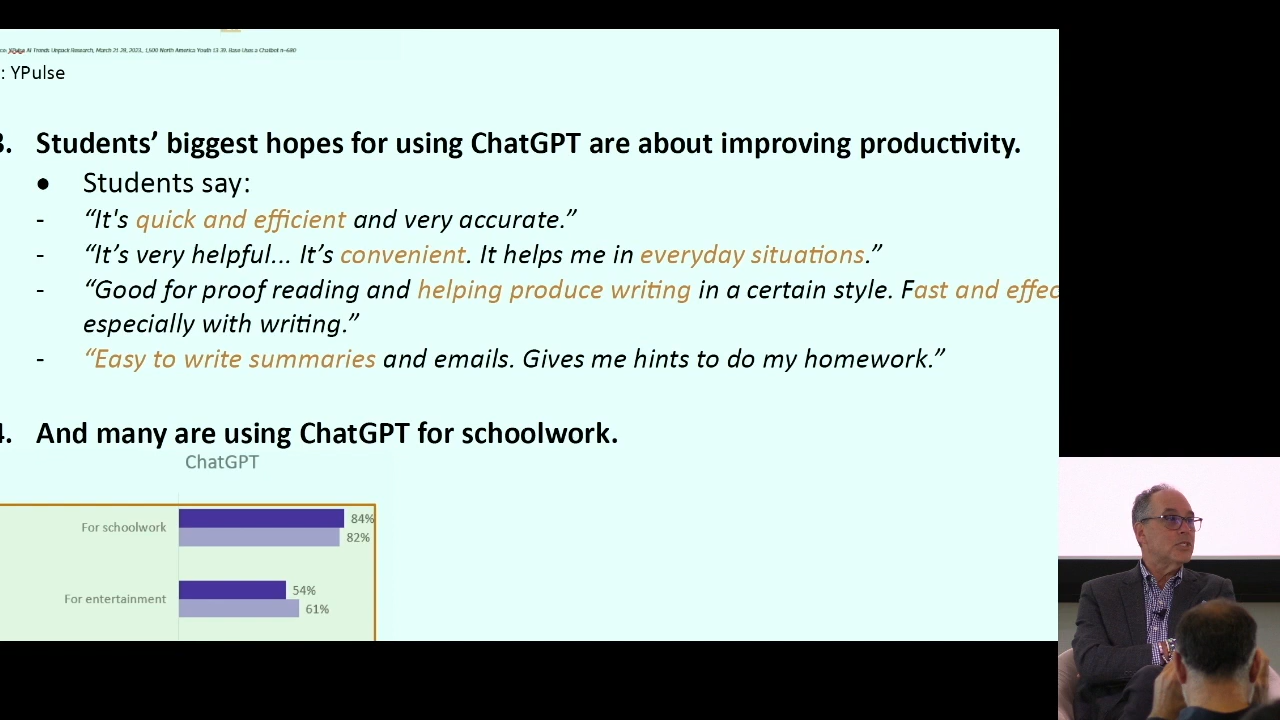 YPulse AI Trends Unpack Research, March 21 28, 2023, 1,500 North America Youth 13 39. Base Uses a Chatbot n=680
: YPulse
3. Students’ biggest hopes for using ChatGPT are about improving productivity.
● Students say:
- “It's quick and efficient and very accurate.”
- “It’s very helpful... It’s convenient. It helps me in everyday situations.”
- “Good for proof reading and helping produce writing in a certain style. Fast and effec
especially with writing.”
- “Easy to write summaries and emails. Gives me hints to do my homework.”
4. And many are using ChatGPT for schoolwork.
ChatGPT
For schoolwork 84%
82%
For entertainment 54%
61%